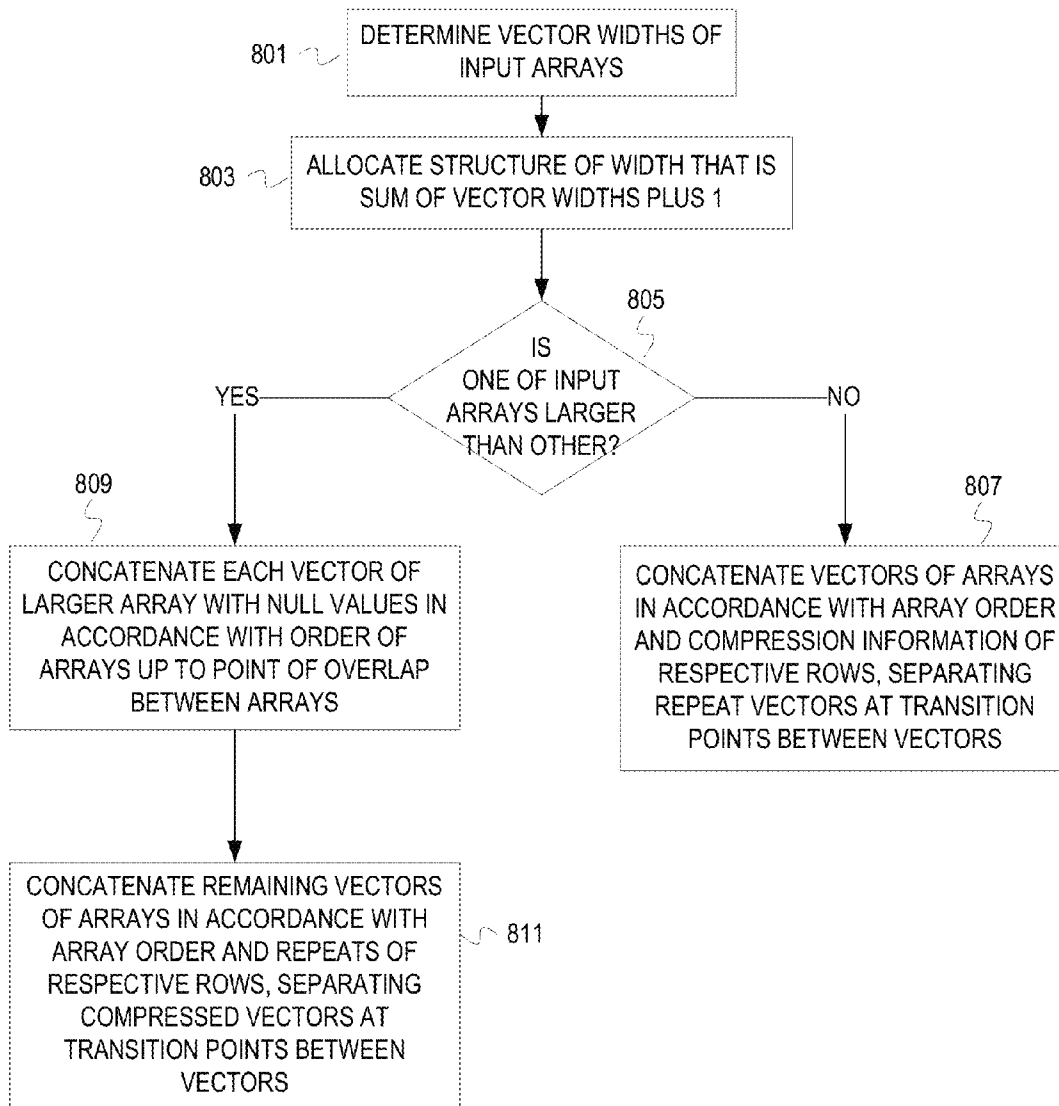 801
DETERMINE VECTOR WIDTHS OF
INPUT ARRAYS
803
ALLOCATE STRUCTURE OF WIDTH THAT IS
SUM OF VECTOR WIDTHS PLUS 1
805
IS
ONE OF INPUT
ARRAYS LARGER
THAN OTHER?
YES
NO
809
CONCATENATE EACH VECTOR OF
LARGER ARRAY WITH NULL VALUES IN
ACCORDANCE WITH ORDER OF
ARRAYS UP TO POINT OF OVERLAP
BETWEEN ARRAYS
807
CONCATENATE VECTORS OF ARRAYS
IN ACCORDANCE WITH ARRAY ORDER
AND COMPRESSION INFORMATION OF
RESPECTIVE ROWS, SEPARATING
REPEAT VECTORS AT TRANSITION
POINTS BETWEEN VECTORS
CONCATENATE REMAINING VECTORS
OF ARRAYS IN ACCORDANCE WITH
ARRAY ORDER AND REPEATS OF
RESPECTIVE ROWS, SEPARATING
COMPRESSED VECTORS AT
TRANSITION POINTS BETWEEN
VECTORS
811